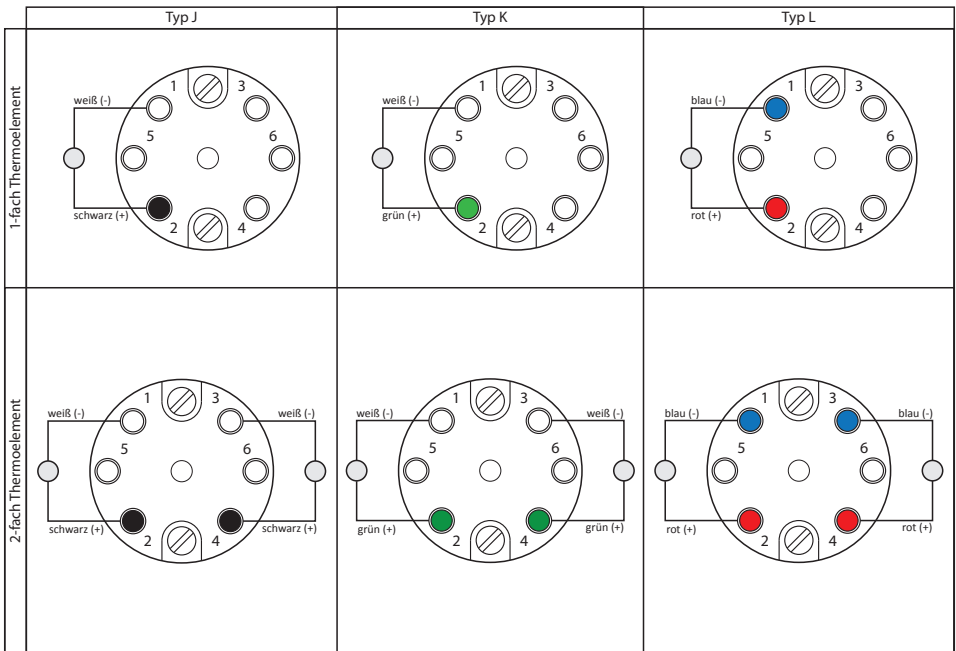 Typ J
Typ K
Typ L
1-fach Thermoelement
1
3
weiß (-)
5
6
schwarz (+)
2
4
1
3
weiß (-)
5
6
grün (+)
2
4
1
3
blau (-)
5
6
rot (+)
2
4
2-fach Thermoelement
1
3
weiß (-)
weiß (-)
5
6
schwarz (+)
schwarz (+)
2
4
1
3
weiß (-)
weiß (-)
5
6
grün (+)
grün (+)
2
4
1
3
blau (-)
blau (-)
5
6
rot (+)
rot (+)
2
4